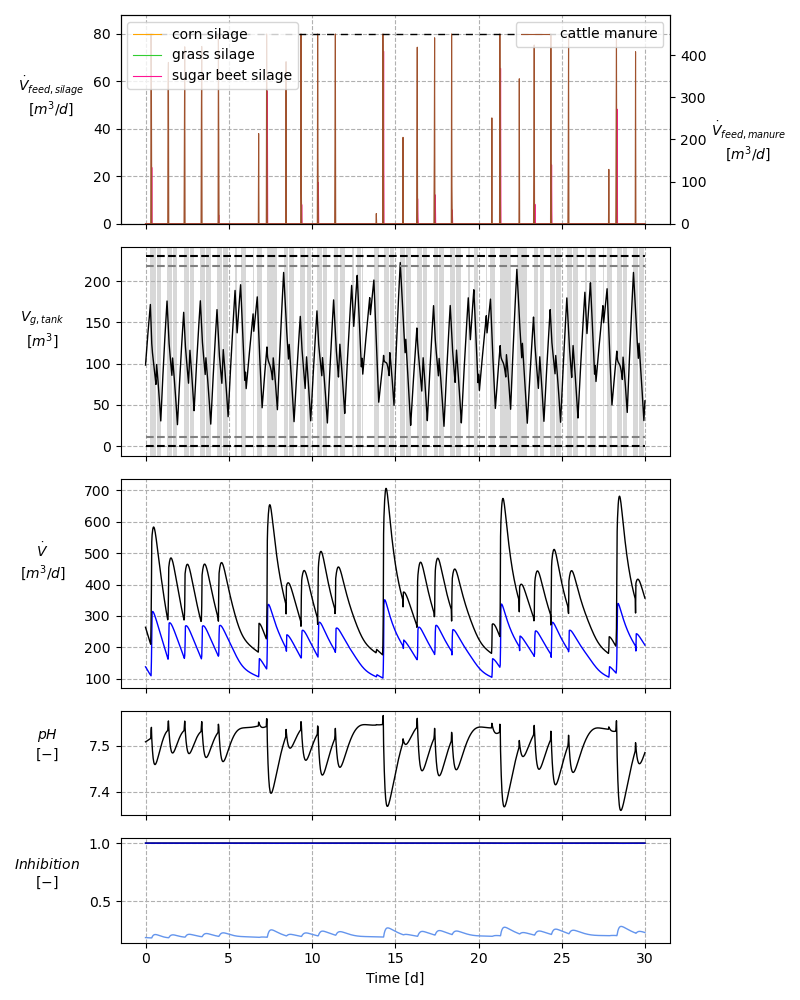 corn silage
grass silage
sugar beet silage
cattle manure
V̇feed, silage
[m³/d]
80
60
40
20
0
400
300
200
100
0
V̇feed, manure
[m³/d]
Vg, tank
[m³]
200
150
100
50
0
V̇
[m³/d]
700
600
500
400
300
200
100
pH
[−]
7.5
7.4
Inhibition
[−]
1.0
0.5
0 5 10 15 20 25 30
Time [d]